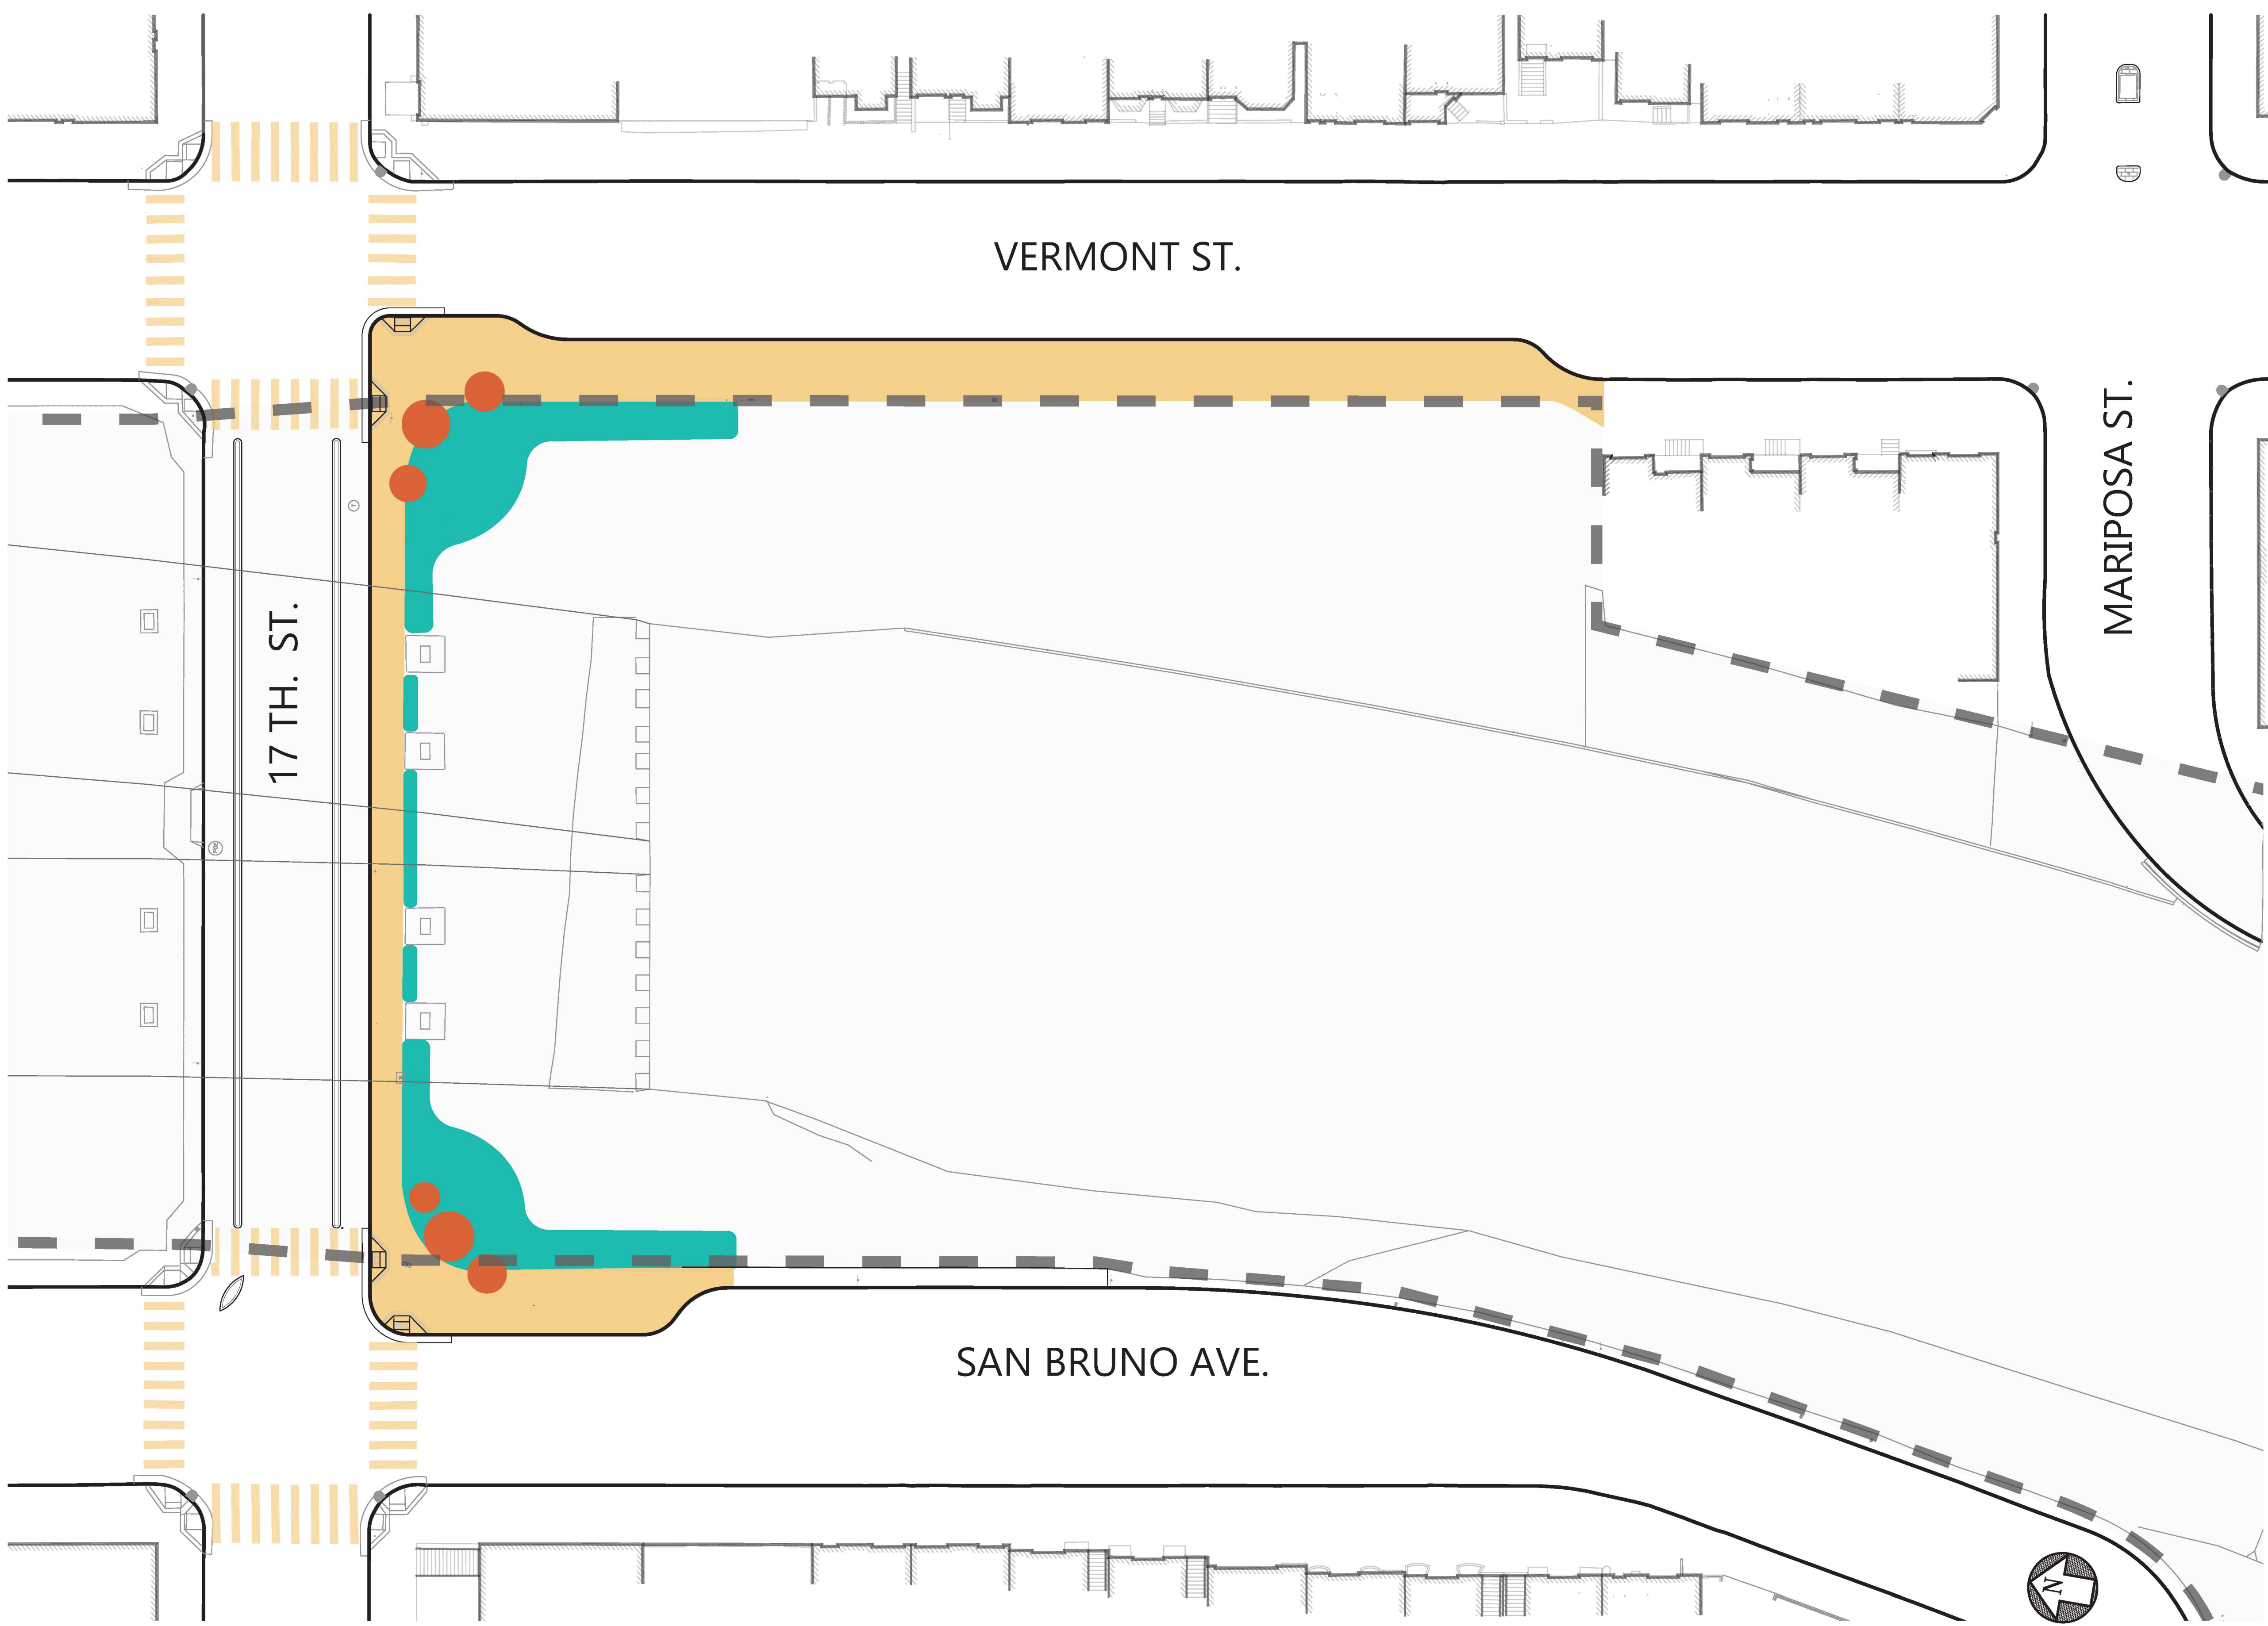 VERMONT ST.
MARIPOSA ST.
17 TH. ST.
SAN BRUNO AVE.
T
N